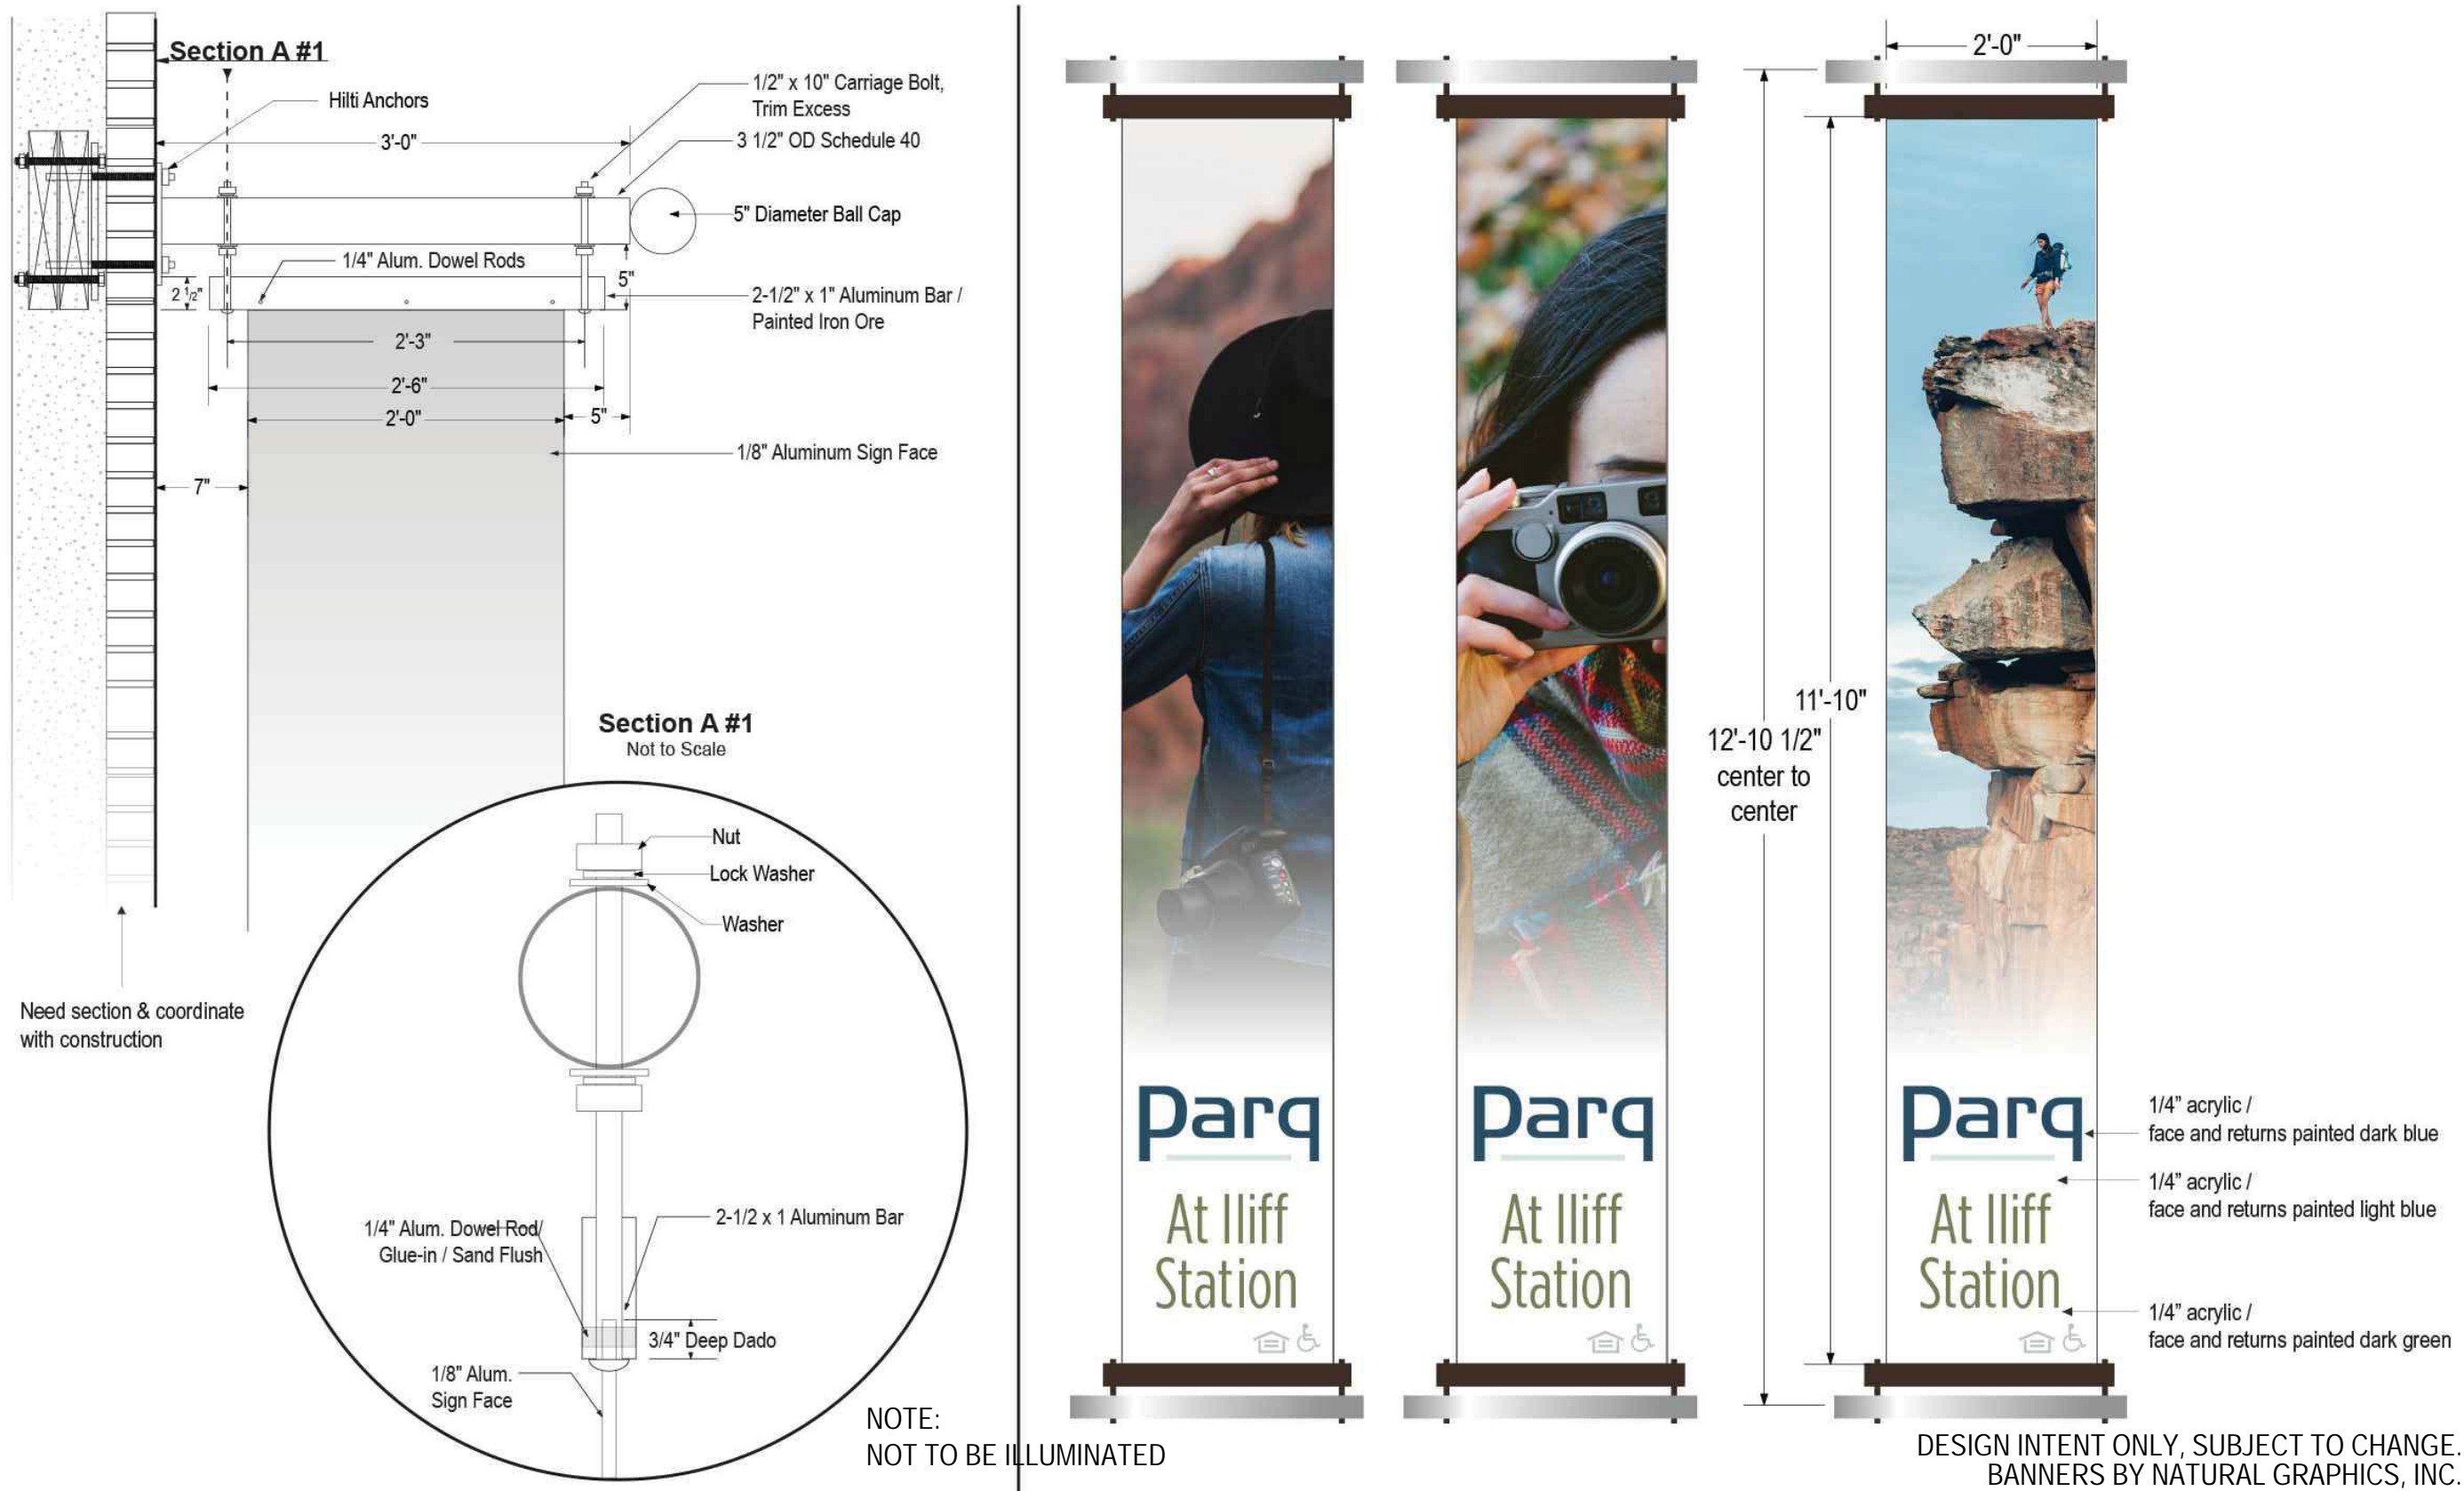 Section A #1
Hilti Anchors
3'-0"
1/2" x 10" Carriage Bolt,
Trim Excess
3 1/2" OD Schedule 40
5" Diameter Ball Cap
1/4" Alum. Dowel Rods
2 1/2"
5"
2-1/2" x 1" Aluminum Bar /
Painted Iron Ore
2'-3"
2'-6"
2'-0"
5"
1/8" Aluminum Sign Face
7"
Need section & coordinate
with construction
Section A #1
Not to Scale
Nut
Lock Washer
Washer
2-1/2 x 1 Aluminum Bar
1/4" Alum. Dowel Rod/
Glue-in / Sand Flush
3/4" Deep Dado
1/8" Alum.
Sign Face
NOTE:
NOT TO BE ILLUMINATED
parq
At Iliff
Station
parq
At Iliff
Station
2'-0"
11'-10"
12'-10 1/2"
center to
center
parq
At Iliff
Station
1/4" acrylic /
face and returns painted dark blue
1/4" acrylic /
face and returns painted light blue
1/4" acrylic /
face and returns painted dark green
DESIGN INTENT ONLY, SUBJECT TO CHANGE.
BANNERS BY NATURAL GRAPHICS, INC.